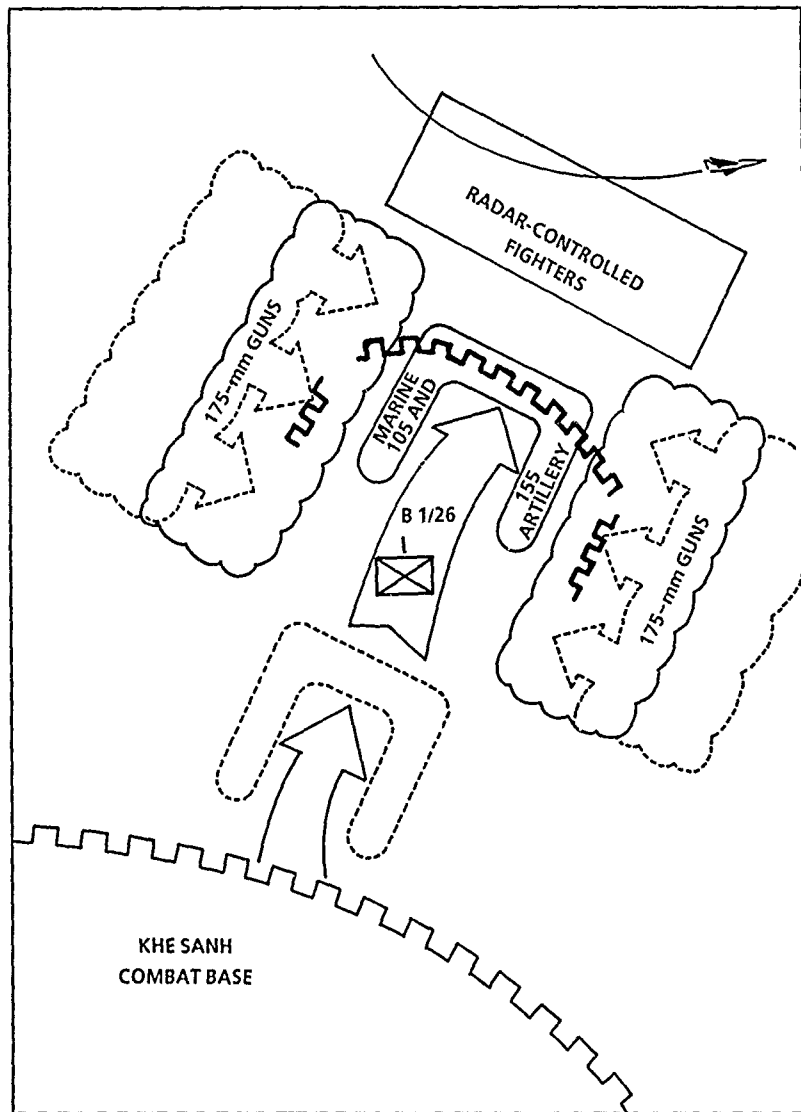 RADAR-CONTROLLED
FIGHTERS
175-mm GUNS
MARINE
105 AND
155
ARTILLERY
B 1/26
175-mm GUNS
KHE SANH
COMBAT BASE